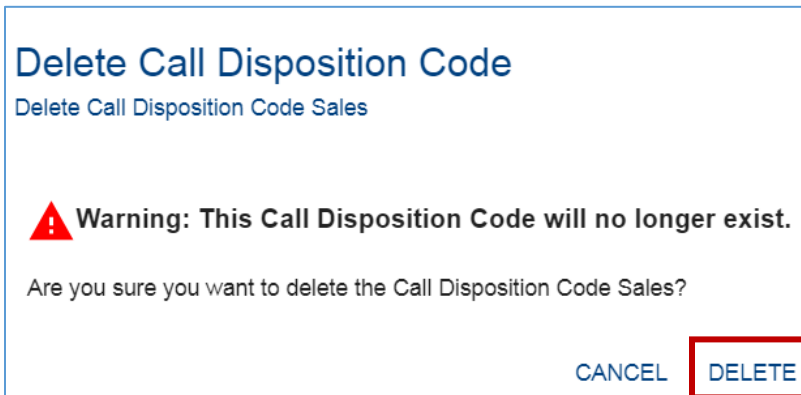 Delete Call Disposition Code
Delete Call Disposition Code Sales
Warning: This Call Disposition Code will no longer exist.
Are you sure you want to delete the Call Disposition Code Sales?
CANCEL DELETE